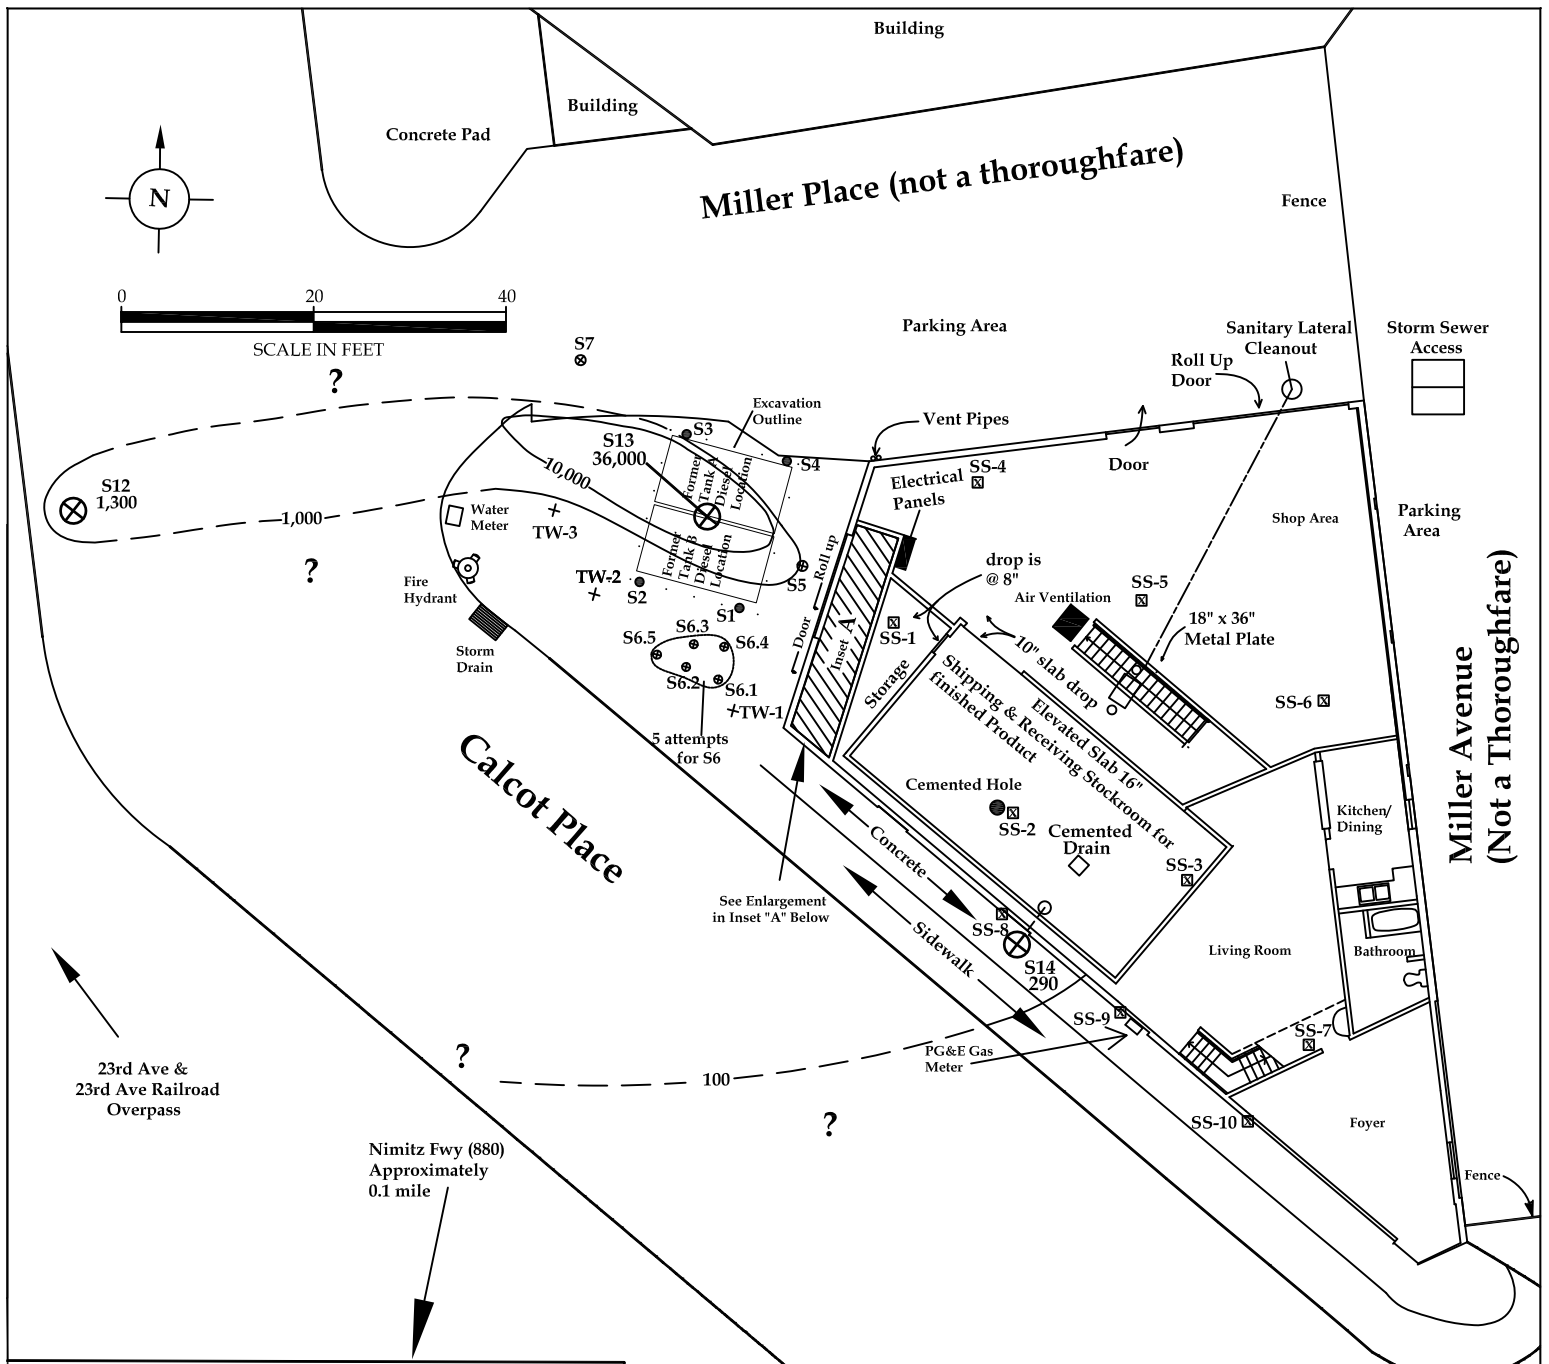 Building
Building
Concrete Pad
Miller Place (not a thoroughfare)
N
Fence
0 20 40
SCALE IN FEET
?
S7
Parking Area
Sanitary Lateral
Cleanout
Storm Sewer
Access
Roll Up
Door
Excavation
Outline
Vent Pipes
S3
S4
S13
36,000
10,000
Former
Tank A
Diesel
Location
Door
Electrical
Panels
SS-4
S12
1,300
1,000
Water
Meter
TW-3
Shop Area
Parking
Area
Former
Tank B
Diesel
Location
Roll up
Door
?
Fire
Hydrant
TW-2
S2
S5
S1
drop is
@ 8"
Air Ventilation
SS-5
18" x 36"
Metal Plate
Storm
Drain
S6.5
S6.3
S6.4
S6.2
S6.1
TW-1
5 attempts
for S6
Inset A
SS-1
Storage
10" slab drop
Elevated Slab 16"
Shipping & Receiving Stockroom for
finished Product
SS-6
Miller Avenue
(Not a Thoroughfare)
Calcot Place
Cemented Hole
SS-2
Cemented
Drain
SS-3
Kitchen/
Dining
Concrete
See Enlargement
in Inset "A" Below
Sidewalk
SS-8
S14
290
Living Room
Bathroom
SS-9
PG&E Gas
Meter
SS-7
?
100
?
23rd Ave &
23rd Ave Railroad
Overpass
SS-10
Foyer
Nimitz Fwy (880)
Approximately
0.1 mile
Fence